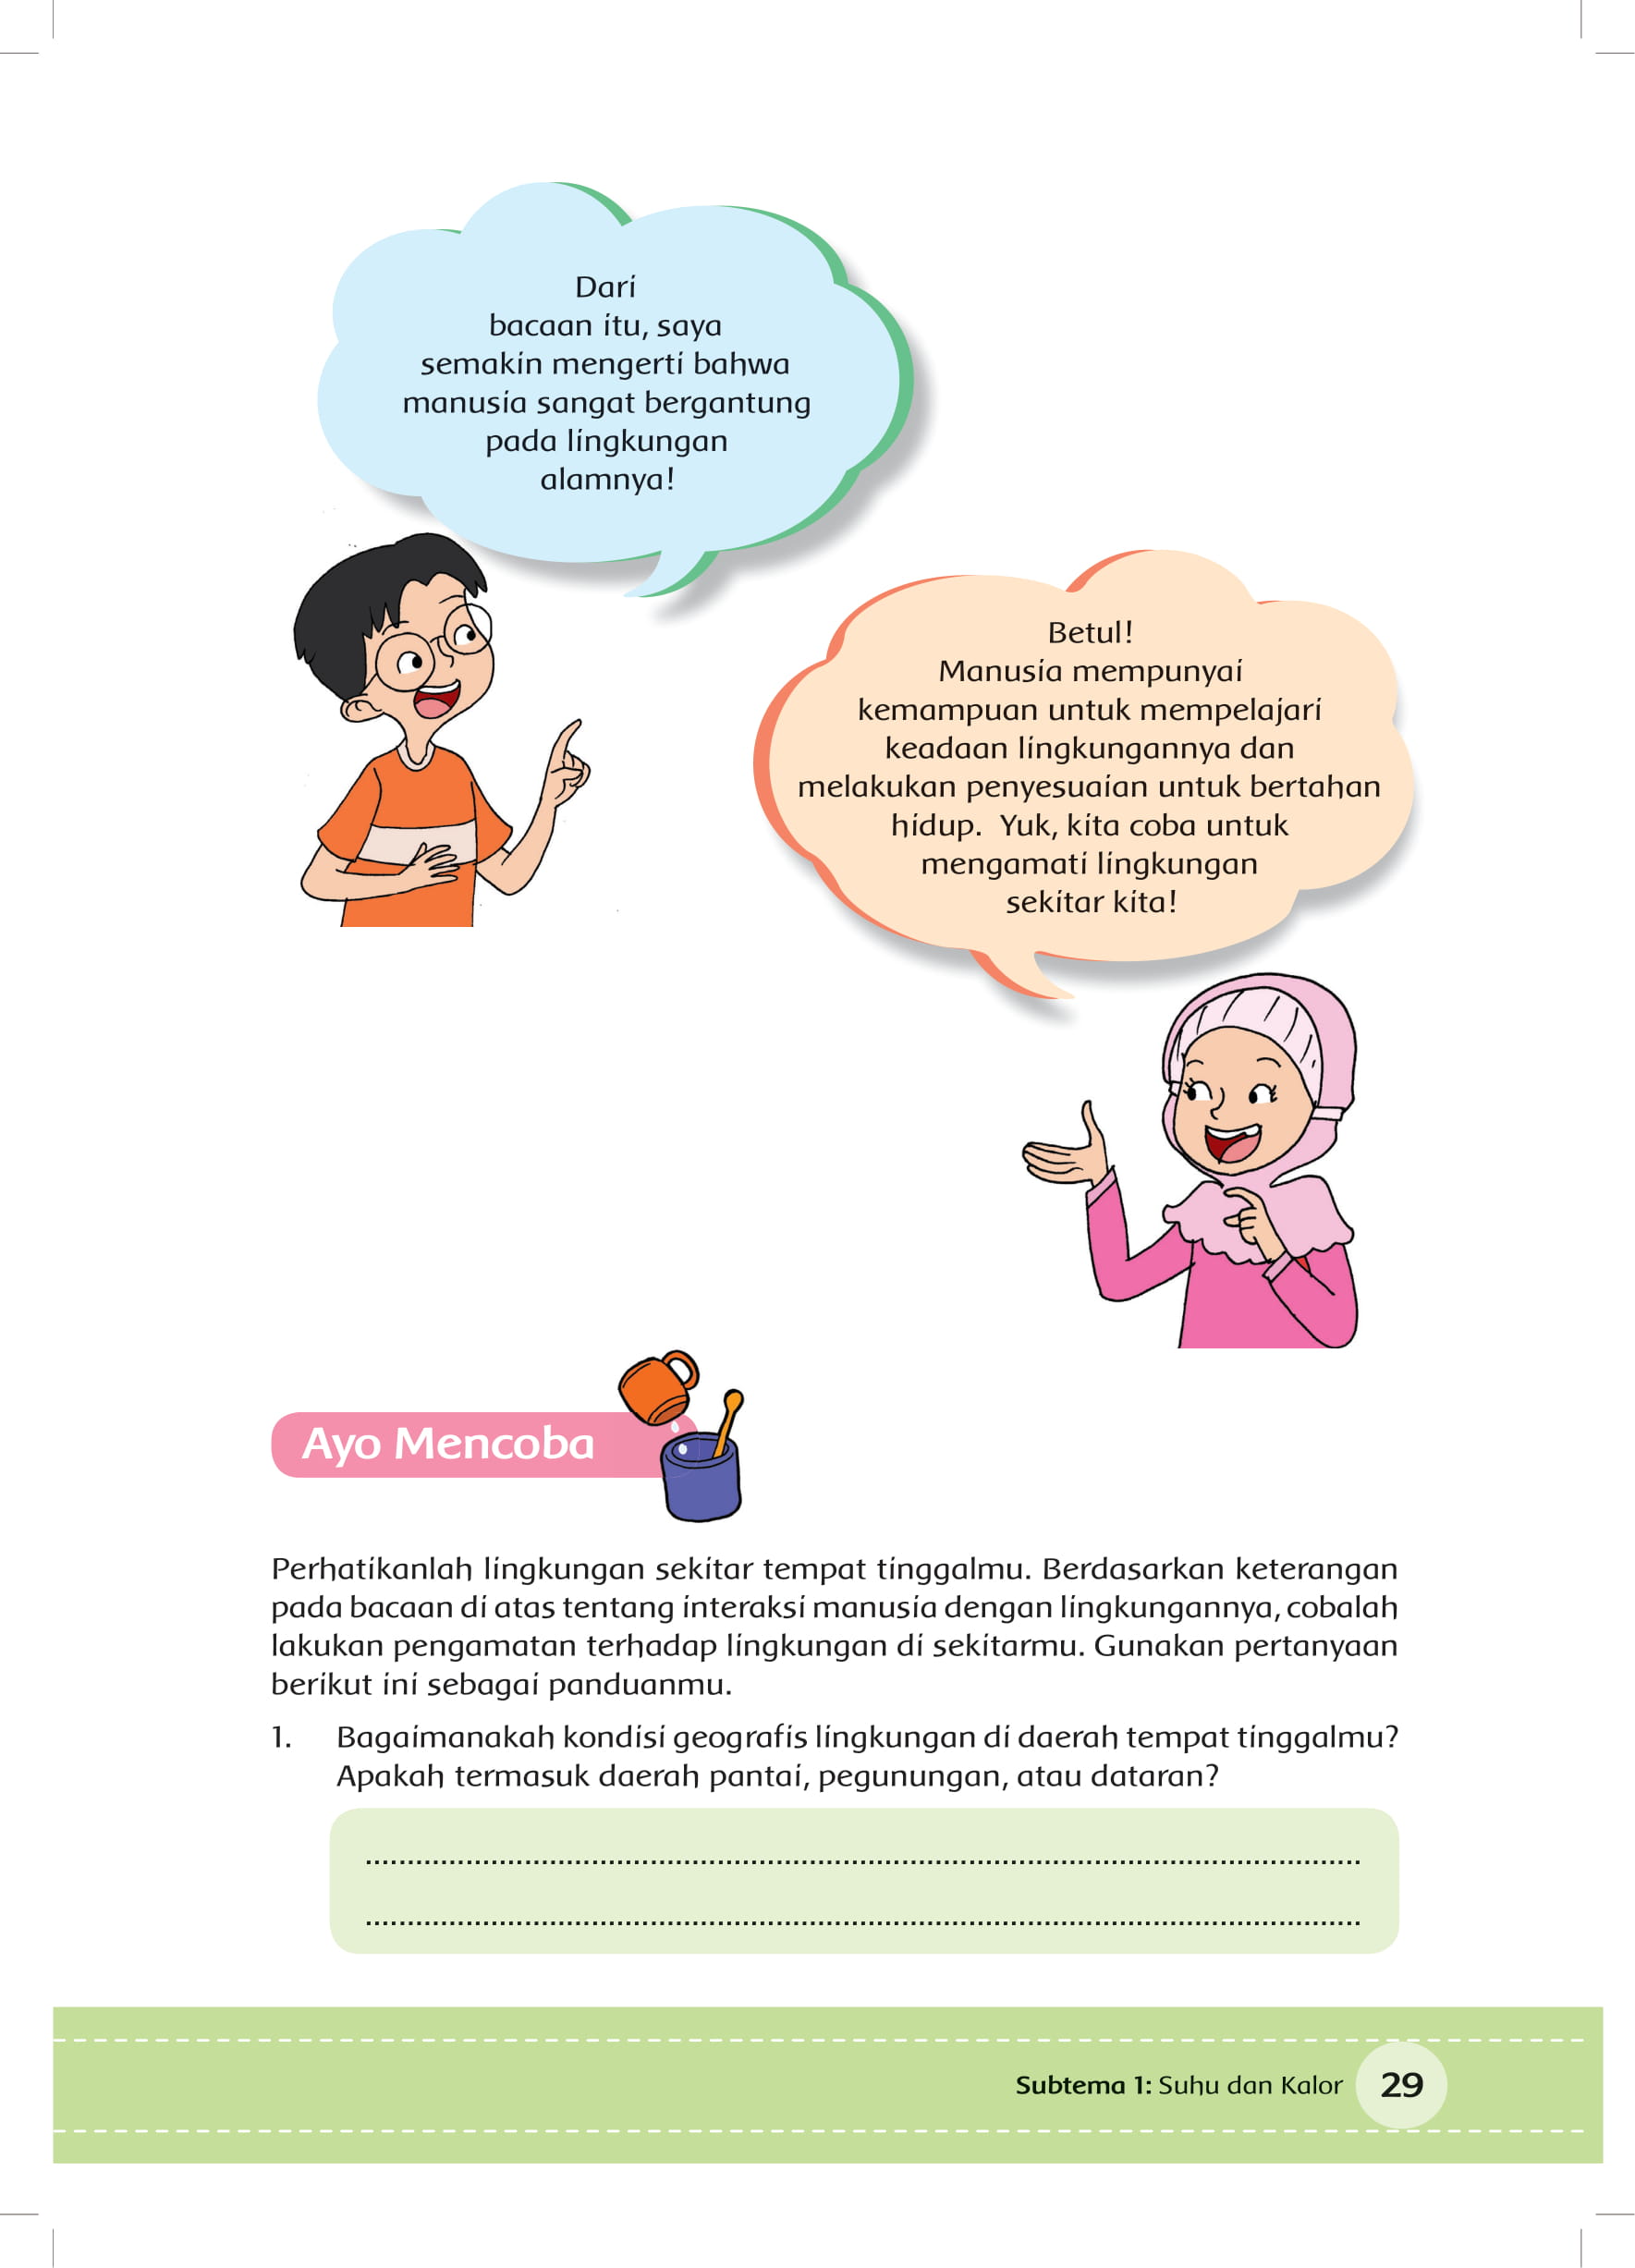 Dari
bacaan itu, saya
semakin mengerti bahwa
manusia sangat bergantung
pada lingkungan
alamnya!
Betul!
Manusia mempunyai
kemampuan untuk mempelajari
keadaan lingkungannya dan
melakukan penyesuaian untuk bertahan
hidup. Yuk, kita coba untuk
mengamati lingkungan
sekitar kita!
Ayo Mencoba
Perhatikanlah lingkungan sekitar tempat tinggalmu. Berdasarkan keterangan
pada bacaan di atas tentang interaksi manusia dengan lingkungannya, cobalah
lakukan pengamatan terhadap lingkungan di sekitarmu. Gunakan pertanyaan
berikut ini sebagai panduanmu.
1. Bagaimanakah kondisi geografis lingkungan di daerah tempat tinggalmu?
Apakah termasuk daerah pantai, pegunungan, atau dataran?
Subtema 1: Suhu dan Kalor 29